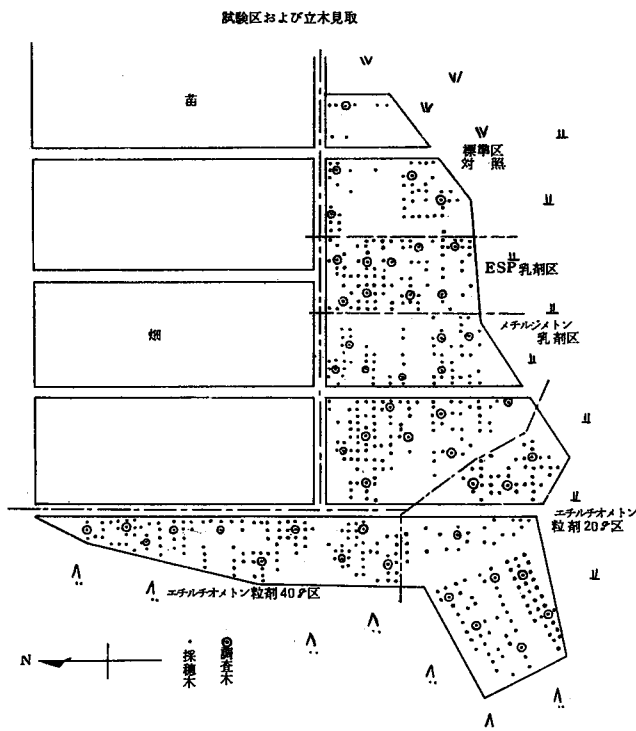 試験区および立木見取
苗
標準区
対照
ESP乳剤区
メチルジメトン
乳剤区
畑
エチルチオメトン
粒剤20g区
エチルチオメトン粒剤40g区
N
・採穂木
◎調査木